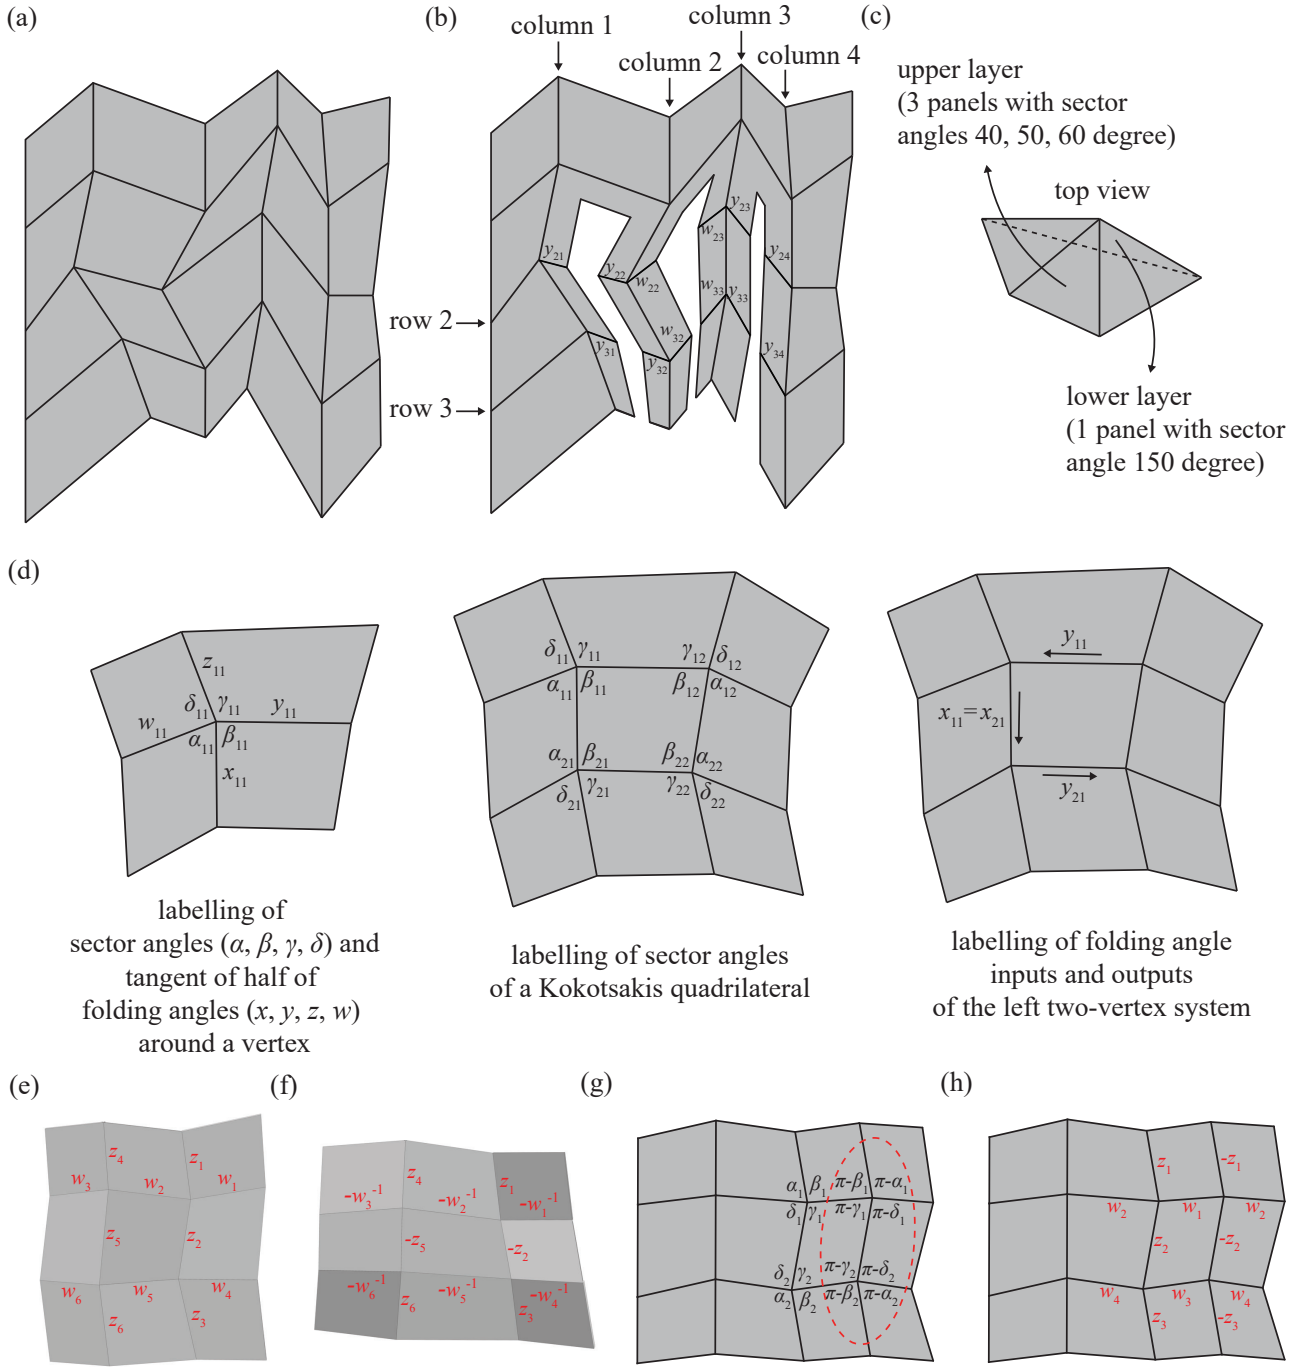 (a)
(b)
column 1
column 2
column 3
column 4
row 2
row 3
y21
y22
w22
w23
y23
y24
w33
y33
w32
y31
y32
y34
(c)
upper layer
(3 panels with sector
angles 40, 50, 60 degree)
top view
lower layer
(1 panel with sector
angle 150 degree)
(d)
z11
w11
δ11
γ11
y11
α11
β11
x11
labelling of
sector angles (α, β, γ, δ) and
tangent of half of
folding angles (x, y, z, w)
around a vertex
δ11
γ11
γ12
δ12
α11
β11
β12
α12
α21
β21
β22
α22
δ21
γ21
γ22
δ22
labelling of sector angles
of a Kokotsakis quadrilateral
y11
x11=x21
y21
labelling of folding angle
inputs and outputs
of the left two-vertex system
(e)
z4
z1
w3
w2
w1
z5
z2
w6
w5
w4
z6
z3
(f)
z4
z1
-w3^-1
-w2^-1
-w1^-1
-z5
-z2
-w6^-1
z6
-w5^-1
z3
-w4^-1
(g)
α1
β1
π-β1
π-α1
δ1
γ1
π-γ1
π-δ1
δ2
γ2
π-γ2
π-δ2
α2
β2
π-β2
π-α2
(h)
z1
-z1
w2
w1
w2
z2
-z2
w4
w3
w4
z3
-z3